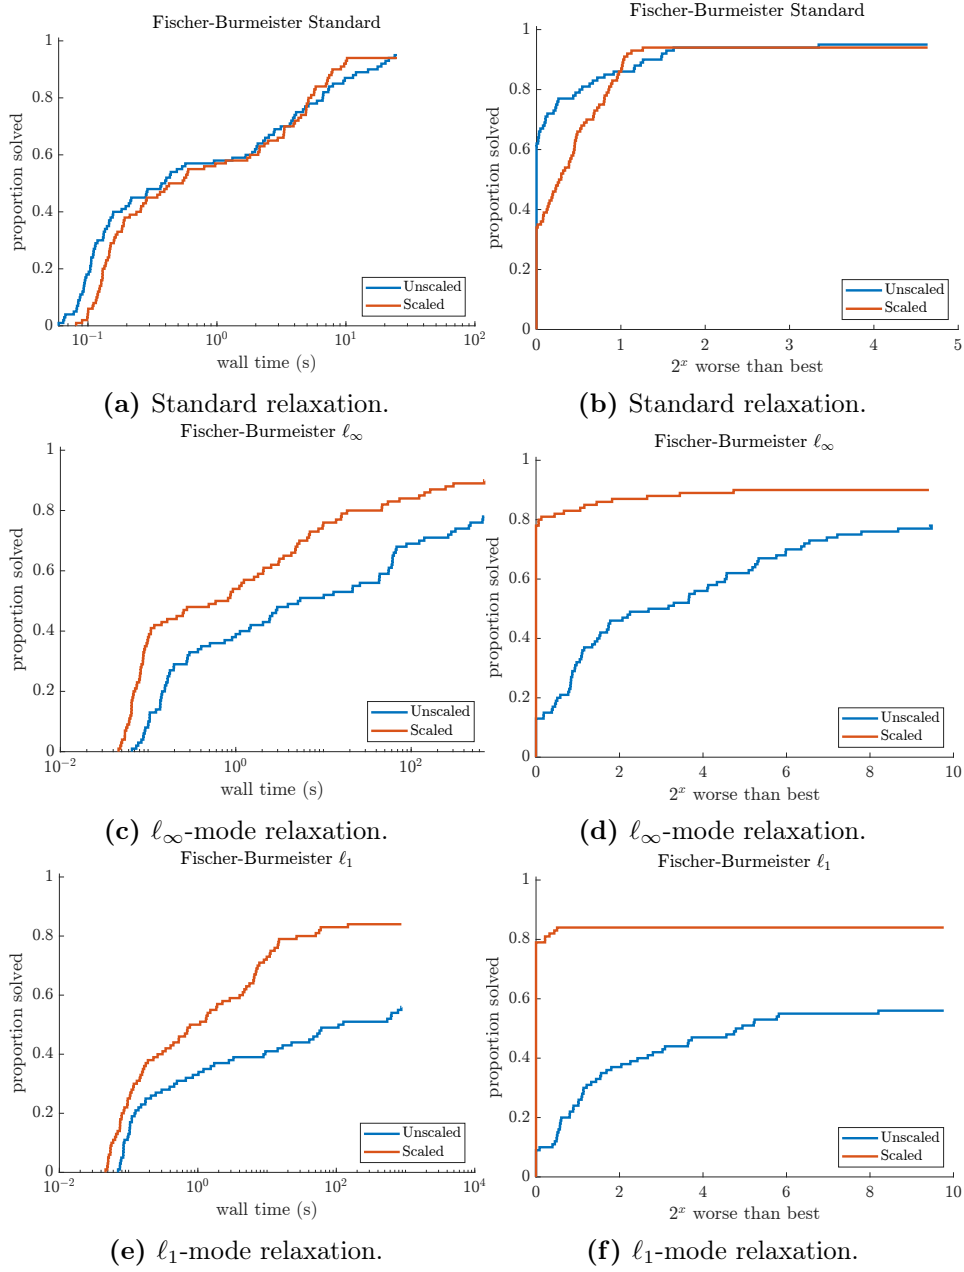 Fischer-Burmeister Standard
1
0.8
0.6
0.4
0.2
0
proportion solved
Unscaled
Scaled
10^{-1}
10^0
10^1
10^2
wall time (s)
(a) Standard relaxation.
Fischer-Burmeister Standard
1
0.8
0.6
0.4
0.2
0
proportion solved
Unscaled
Scaled
0
1
2
3
4
5
2^x worse than best
(b) Standard relaxation.
Fischer-Burmeister ℓ_∞
1
0.8
0.6
0.4
0.2
0
proportion solved
Unscaled
Scaled
10^{-2}
10^0
10^2
wall time (s)
(c) ℓ_∞-mode relaxation.
Fischer-Burmeister ℓ_∞
1
0.8
0.6
0.4
0.2
0
proportion solved
Unscaled
Scaled
0
2
4
6
8
10
2^x worse than best
(d) ℓ_∞-mode relaxation.
Fischer-Burmeister ℓ_1
1
0.8
0.6
0.4
0.2
0
proportion solved
Unscaled
Scaled
10^{-2}
10^0
10^2
10^4
wall time (s)
(e) ℓ_1-mode relaxation.
Fischer-Burmeister ℓ_1
1
0.8
0.6
0.4
0.2
0
proportion solved
Unscaled
Scaled
0
2
4
6
8
10
2^x worse than best
(f) ℓ_1-mode relaxation.